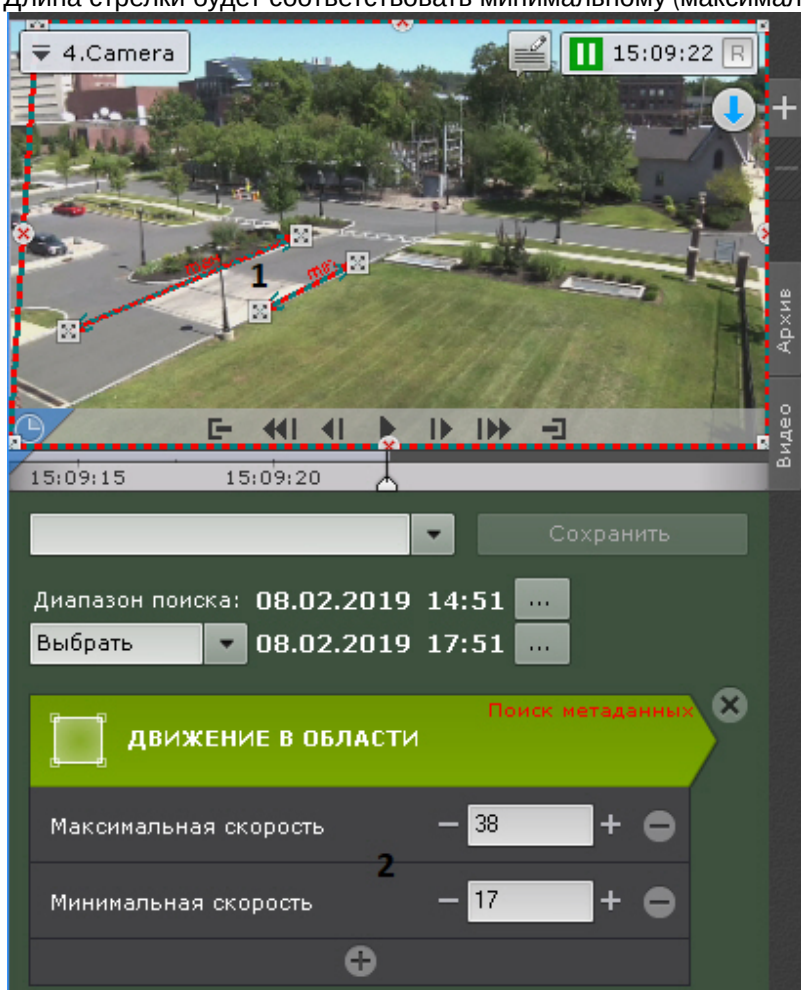 Длина стрелки будет соответствовать минимальному (максимал
4.Camera
15:09:22 R
1
Архив
Видео
15:09:15 15:09:20
Сохранить
Диапазон поиска: 08.02.2019 14:51 ...
Выбрать 08.02.2019 17:51 ...
Поиск метаданных
ДВИЖЕНИЕ В ОБЛАСТИ
Максимальная скорость – 38 +
2
Минимальная скорость – 17 +